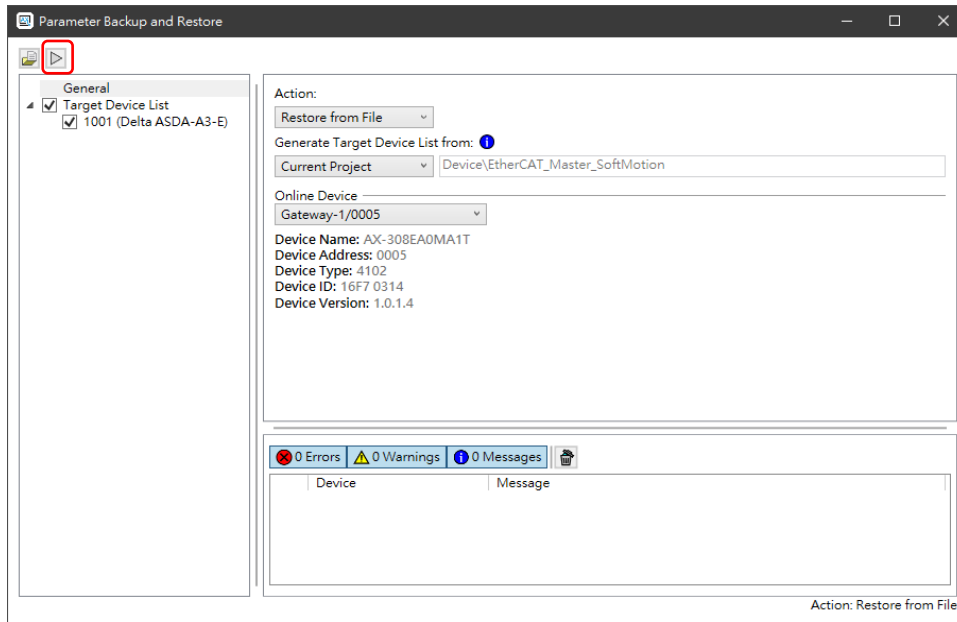 Parameter Backup and Restore
General
Target Device List
1001 (Delta ASDA-A3-E)
Action:
Restore from File
Generate Target Device List from:
Current Project
Device\EtherCAT_Master_SoftMotion
Online Device
Gateway-1/0005
Device Name: AX-308EA0MA1T
Device Address: 0005
Device Type: 4102
Device ID: 16F7 0314
Device Version: 1.0.1.4
0 Errors 0 Warnings 0 Messages
Device Message
Action: Restore from File